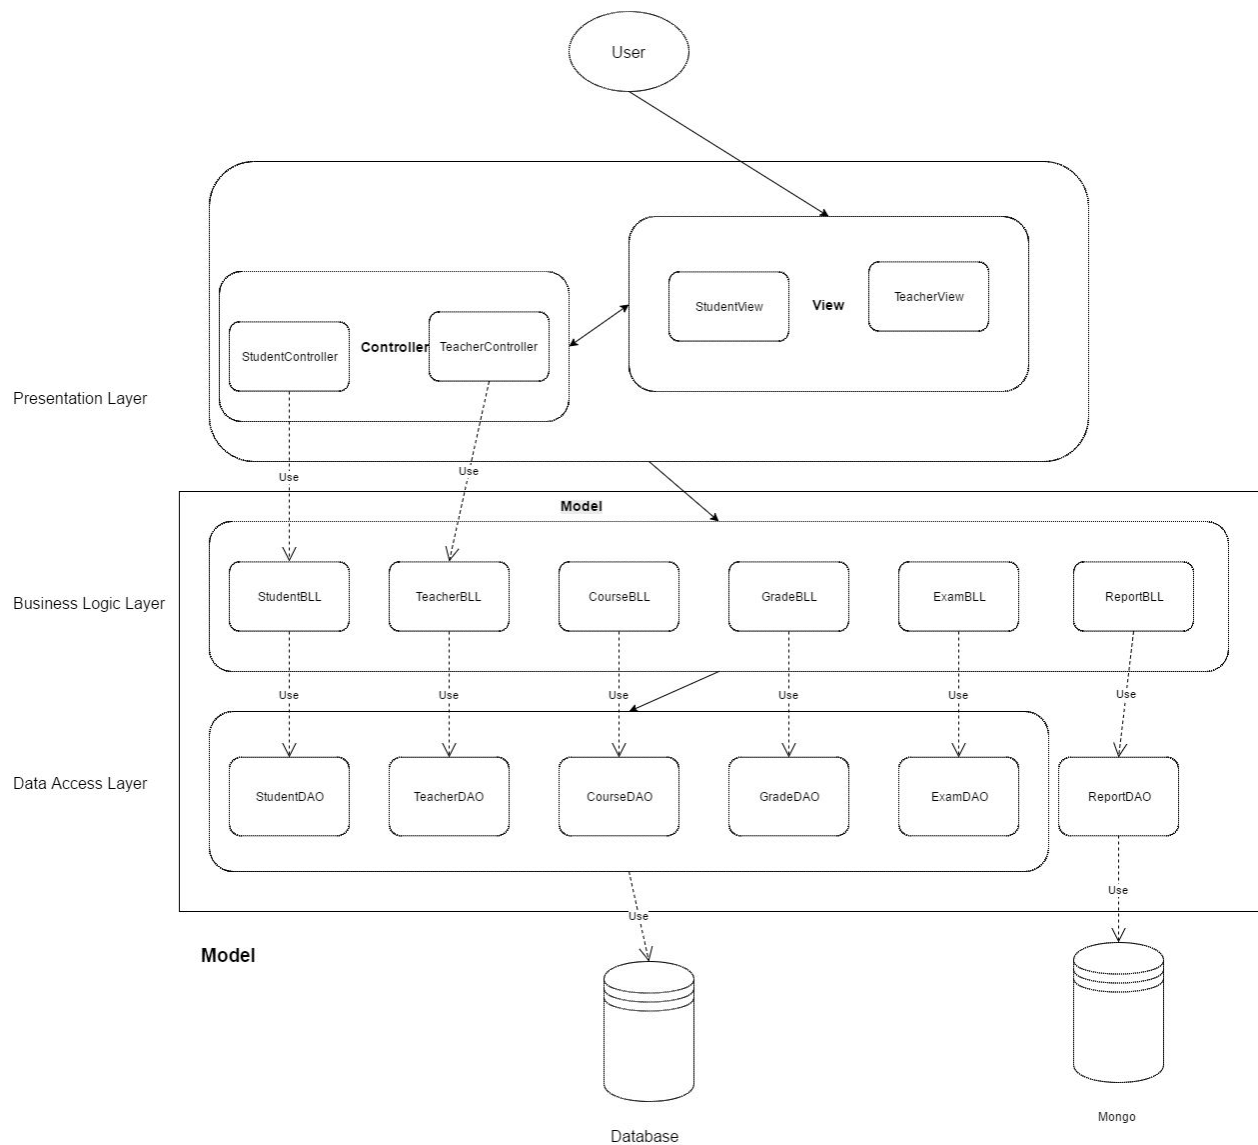 User
StudentView
View
TeacherView
StudentController
Controller
TeacherController
Presentation Layer
Use
Use
Model
Business Logic Layer
StudentBLL
TeacherBLL
CourseBLL
GradeBLL
ExamBLL
ReportBLL
Use
Use
Use
Use
Use
Use
Data Access Layer
StudentDAO
TeacherDAO
CourseDAO
GradeDAO
ExamDAO
ReportDAO
Use
Use
Model
Database
Mongo